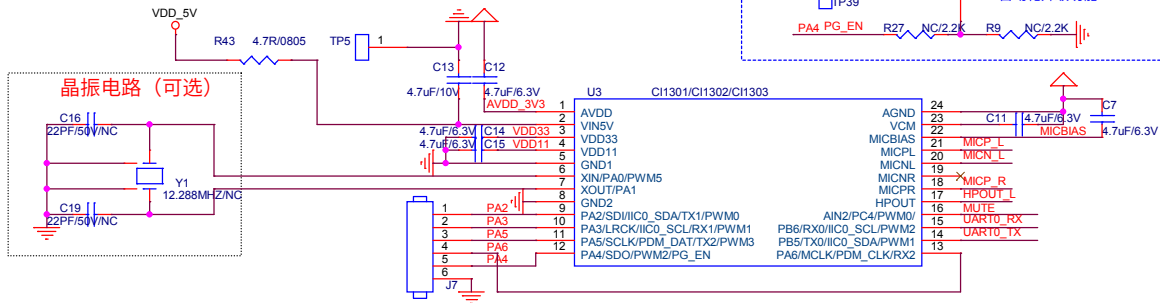 VDD_5V
R43 4.7R/0805
TP5 1
TP39
PA4 PG_EN R27 NC/2.2K R9 NC/2.2K
晶振电路（可选）
C16
22PF/50V/NC
Y1
12.288MHZ/NC
C19
22PF/50V/NC
C13 C12
4.7uF/10V 4.7uF/6.3V
AVDD_3V3
4.7uF/6.3V C14 VDD33
4.7uF/6.3V C15 VDD11
U3 CI1301/CI1302/CI1303
1 AVDD AGND 24
2 VIN5V VCM 23
3 VDD33 MICBIAS 22
4 VDD11 MICPL 21
5 GND1 MICNL 20
6 XIN/PA0/PWM5 MICNR 19
7 XOUT/PA1 MICPR 18
8 GND2 HPOUT 17
9 PA2/SDI/IIC0_SDA/TX1/PWM0 AIN2/PC4/PWM0/ 16
10 PA3/LRCK/IIC0_SCL/RX1/PWM1 PB6/RX0/IIC0_SCL/PWM2 15
11 PA5/SCLK/PDM_DAT/TX2/PWM3 PB5/TX0/IIC0_SDA/PWM1 14
12 PA4/SDO/PWM2/PG_EN PA6/MCLK/PDM_CLK/RX2 13
C11 4.7uF/6.3V
C7
4.7uF/6.3V
MICBIAS
MICP_L
MICN_L
MICP_R
HPOUT_L
MUTE
UART0_RX
UART0_TX
1 PA2
2 PA3
3 PA5
4 PA6
5 PA4
6
J7